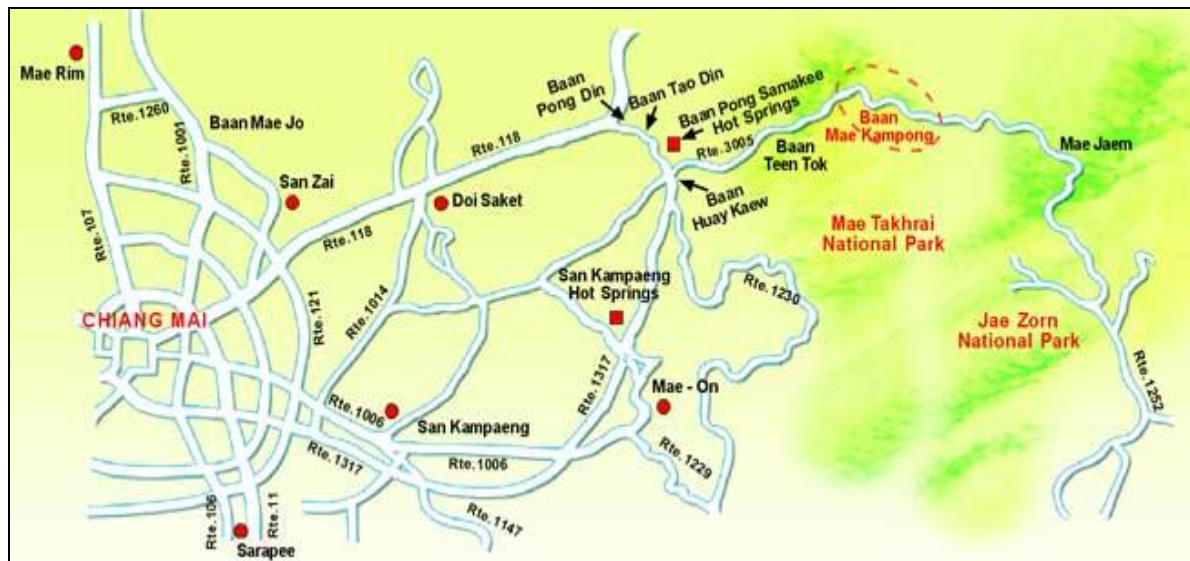 Mae Rim
Rte.1260
Rte.1001
Baan Mae Jo
Rte.107
San Zai
Rte.118
Rte.118
Doi Saket
Baan
Pong Din
Baan Tao Din
Baan Pong Samakee
Hot Springs
Rte.3005
Baan
Teen Tok
Baan
Mae Kampong
Mae Jaem
Baan
Huay Kaew
Mae Takhrai
National Park
San Kampaeng
Hot Springs
Rte.1230
CHIANG MAI
Rte.121
Rte.1014
Jae Zorn
National Park
Rte.1317
Mae - On
Rte.1252
Rte.1006
San Kampaeng
Rte.1317
Rte.1006
Rte.1229
Rte.106
Rte.11
Rte.1147
Sarapee